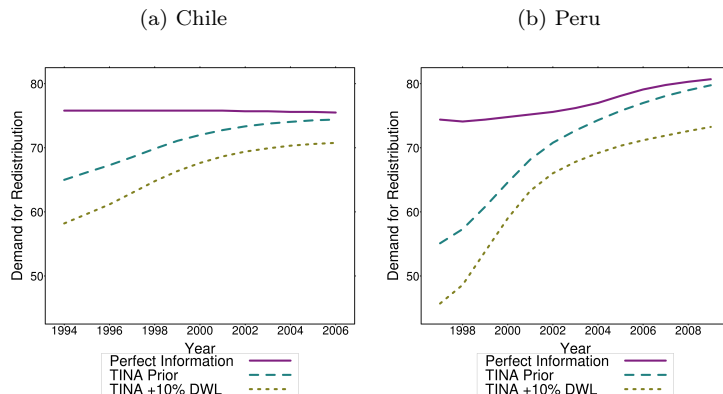 (a) Chile
(b) Peru
Demand for Redistribution
80
70
60
50
1994 1996 1998 2000 2002 2004 2006
Year
Perfect Information
TINA Prior
TINA +10% DWL
Demand for Redistribution
80
70
60
50
1998 2000 2002 2004 2006 2008
Year
Perfect Information
TINA Prior
TINA +10% DWL